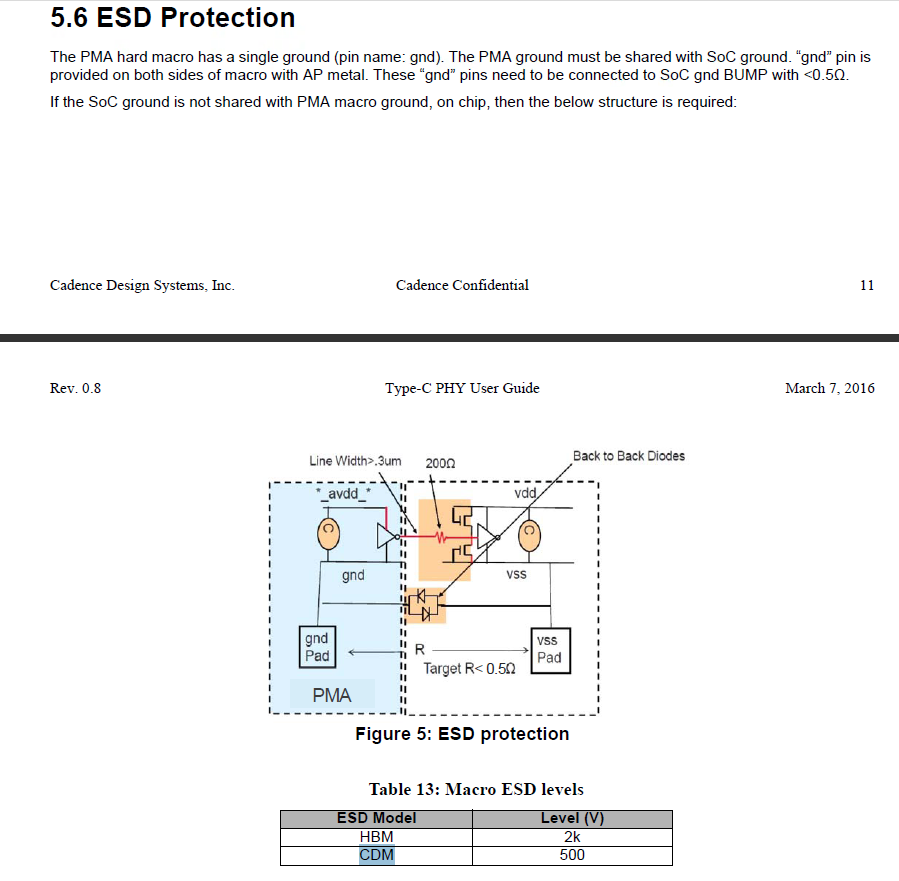 5.6 ESD Protection
The PMA hard macro has a single ground (pin name: gnd). The PMA ground must be shared with SoC ground. “gnd” pin is
provided on both sides of macro with AP metal. These “gnd” pins need to be connected to SoC gnd BUMP with <0.5Ω.
If the SoC ground is not shared with PMA macro ground, on chip, then the below structure is required:
Cadence Design Systems, Inc. Cadence Confidential 11
Rev. 0.8 Type-C PHY User Guide March 7, 2016
Line Width>.3um 200Ω Back to Back Diodes
*_avdd_* vdd
C C
gnd vss
gnd
Pad
R
Target R< 0.5Ω
vss
Pad
PMA
Figure 5: ESD protection
Table 13: Macro ESD levels
ESD Model Level (V)
HBM 2k
CDM 500